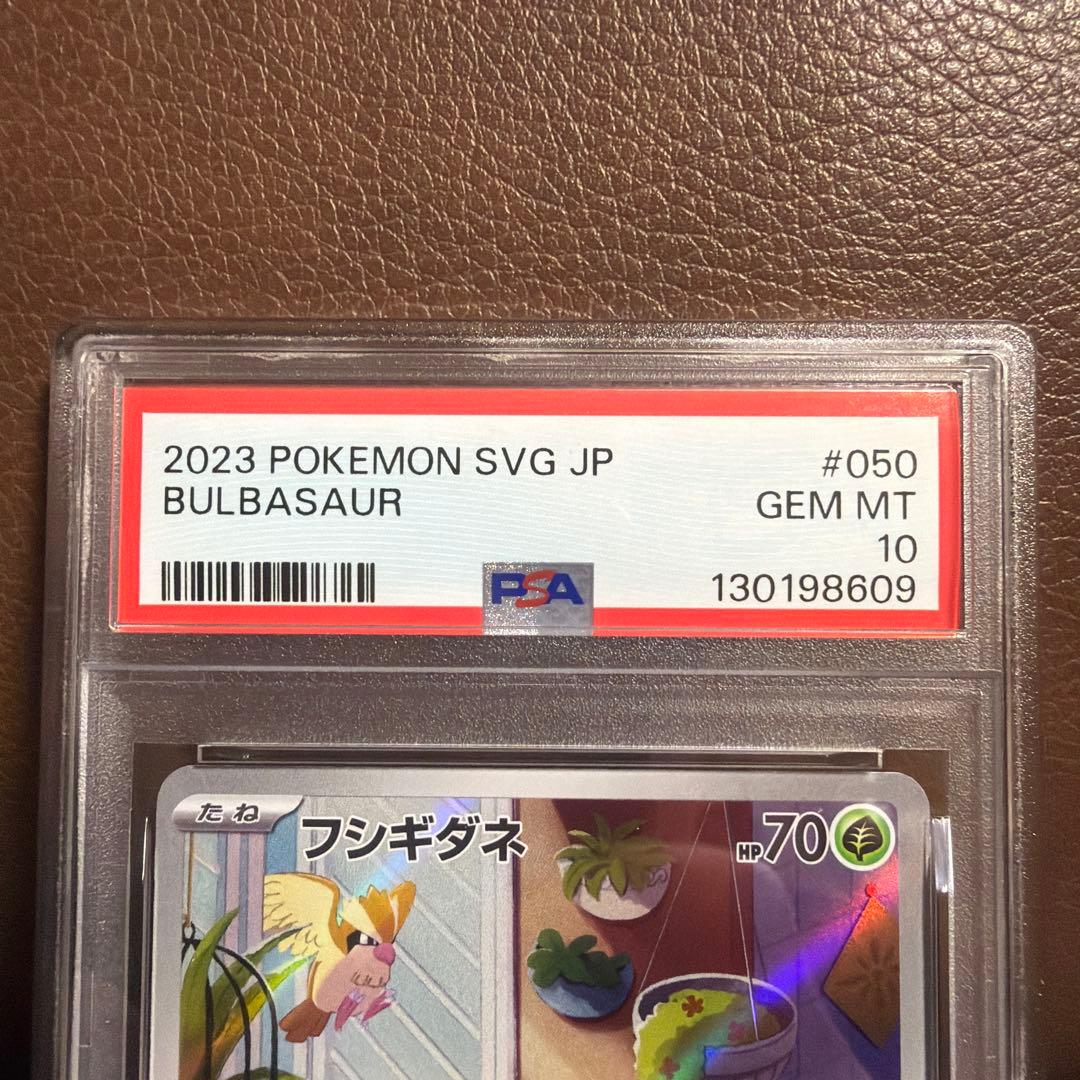 2023 POKEMON SVG JP #050
BULBASAUR GEM MT
10
PSA 130198609
たね フシギダネ HP70